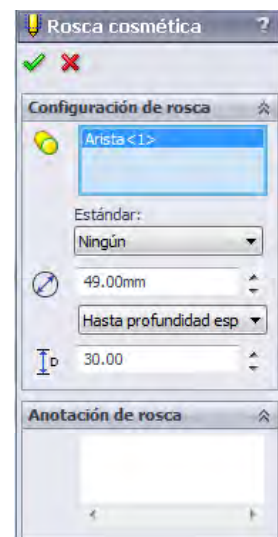 Rosca cosmética ?
Configuración de rosca
Arista<1>
Estándar:
Ningún
49.00mm
Hasta profundidad esp
D 30.00
Anotación de rosca